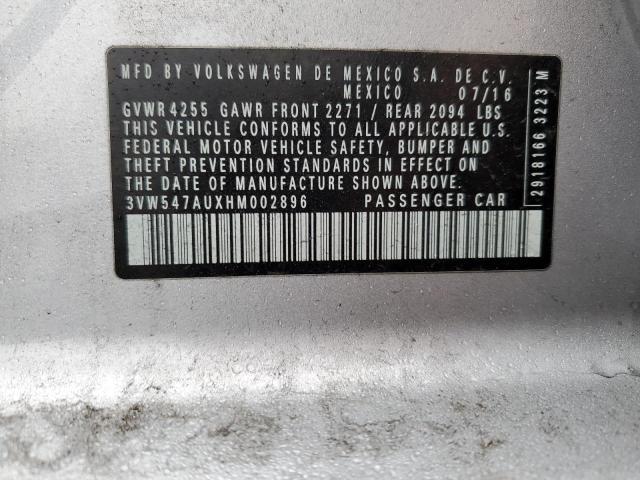 MFD BY VOLKSWAGEN DE MEXICO S.A. DE C.V.
MEXICO 07/16
GVWR 4255 GAWR FRONT 2271 / REAR 2094 LBS
THIS VEHICLE CONFORMS TO ALL APPLICABLE U.S.
FEDERAL MOTOR VEHICLE SAFETY, BUMPER AND
THEFT PREVENTION STANDARDS IN EFFECT ON
THE DATE OF MANUFACTURE SHOWN ABOVE.
3VW547AUXHM002896 PASSENGER CAR
2918166 3223 M